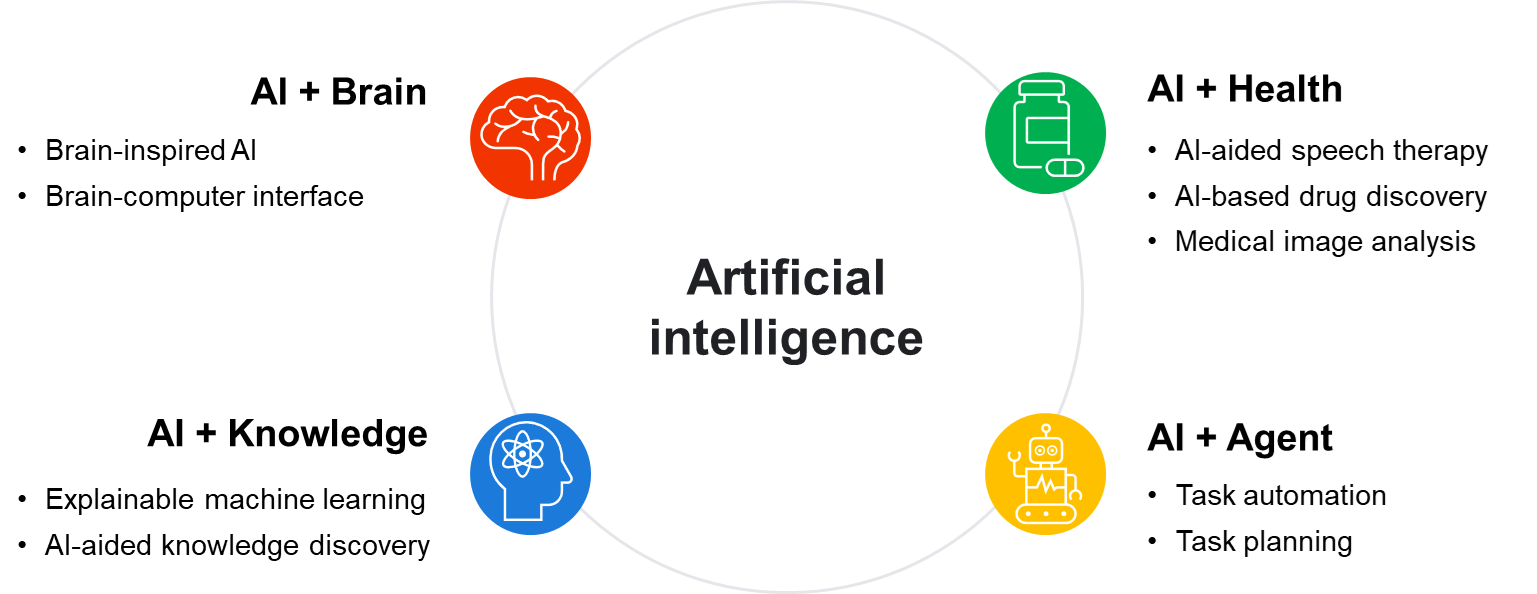 AI + Brain
• Brain-inspired AI
• Brain-computer interface
AI + Health
• AI-aided speech therapy
• AI-based drug discovery
• Medical image analysis
Artificial
intelligence
AI + Knowledge
• Explainable machine learning
• AI-aided knowledge discovery
AI + Agent
• Task automation
• Task planning